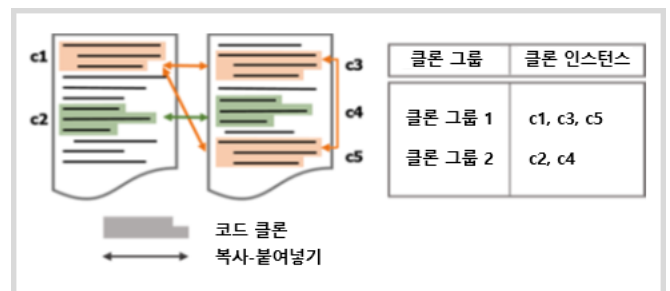 c1
c2
c3
c4
c5
클론 그룹 클론 인스턴스
클론 그룹 1 c1, c3, c5
클론 그룹 2 c2, c4
코드 클론
복사-붙여넣기